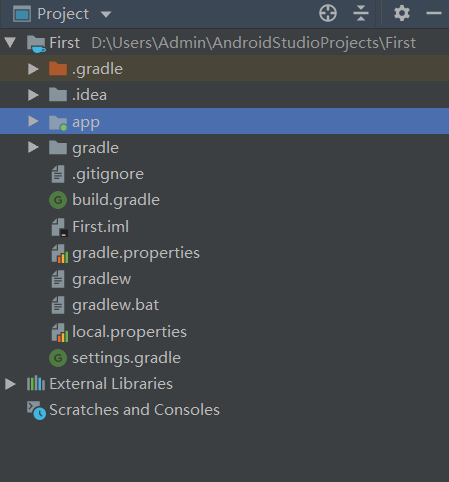 Project
First D:\Users\Admin\AndroidStudioProjects\First
.gradle
.idea
app
gradle
.gitignore
build.gradle
First.iml
gradle.properties
gradlew
gradlew.bat
local.properties
settings.gradle
External Libraries
Scratches and Consoles